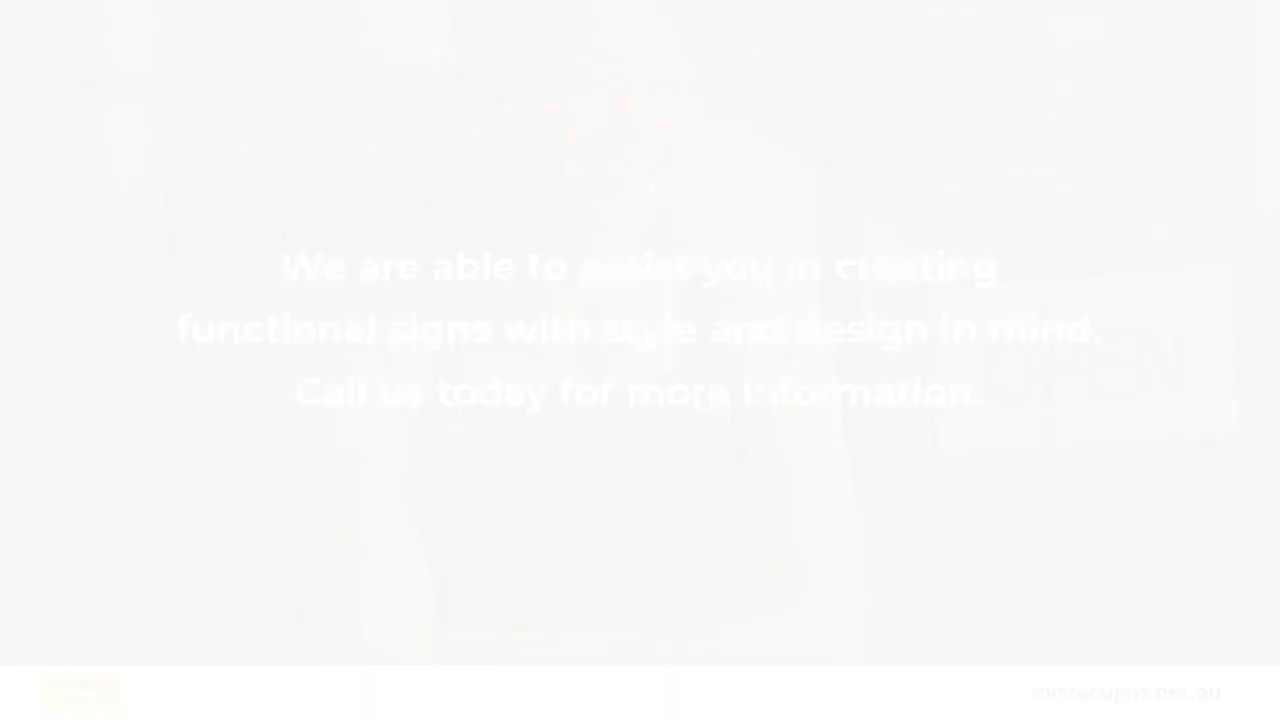 We are able to assist you in creating
functional signs with style and design in mind.
Call us today for more information.